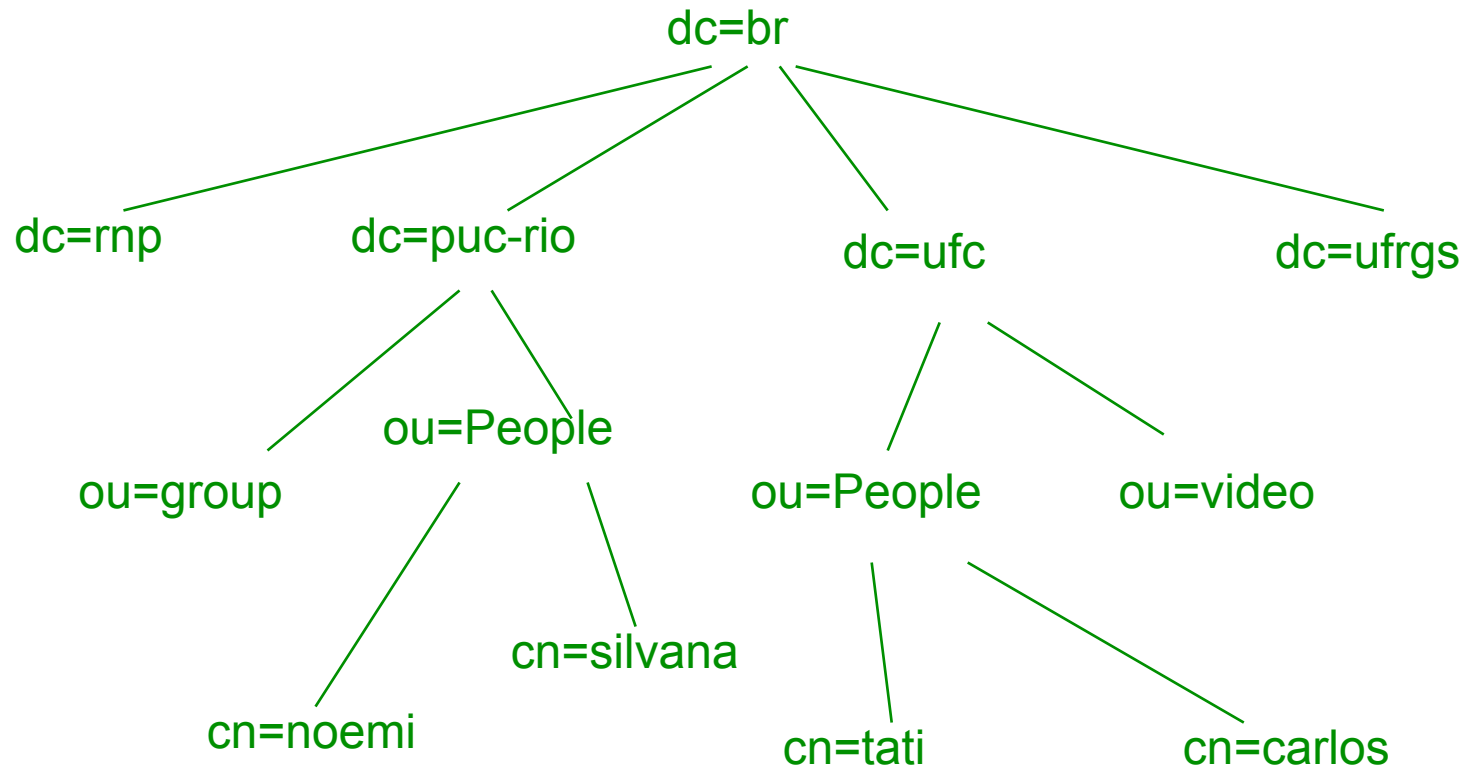 dc=br
dc=rnp
dc=puc-rio
dc=ufc
dc=ufrgs
ou=People
ou=group
ou=People
ou=video
cn=silvana
cn=noemi
cn=tati
cn=carlos